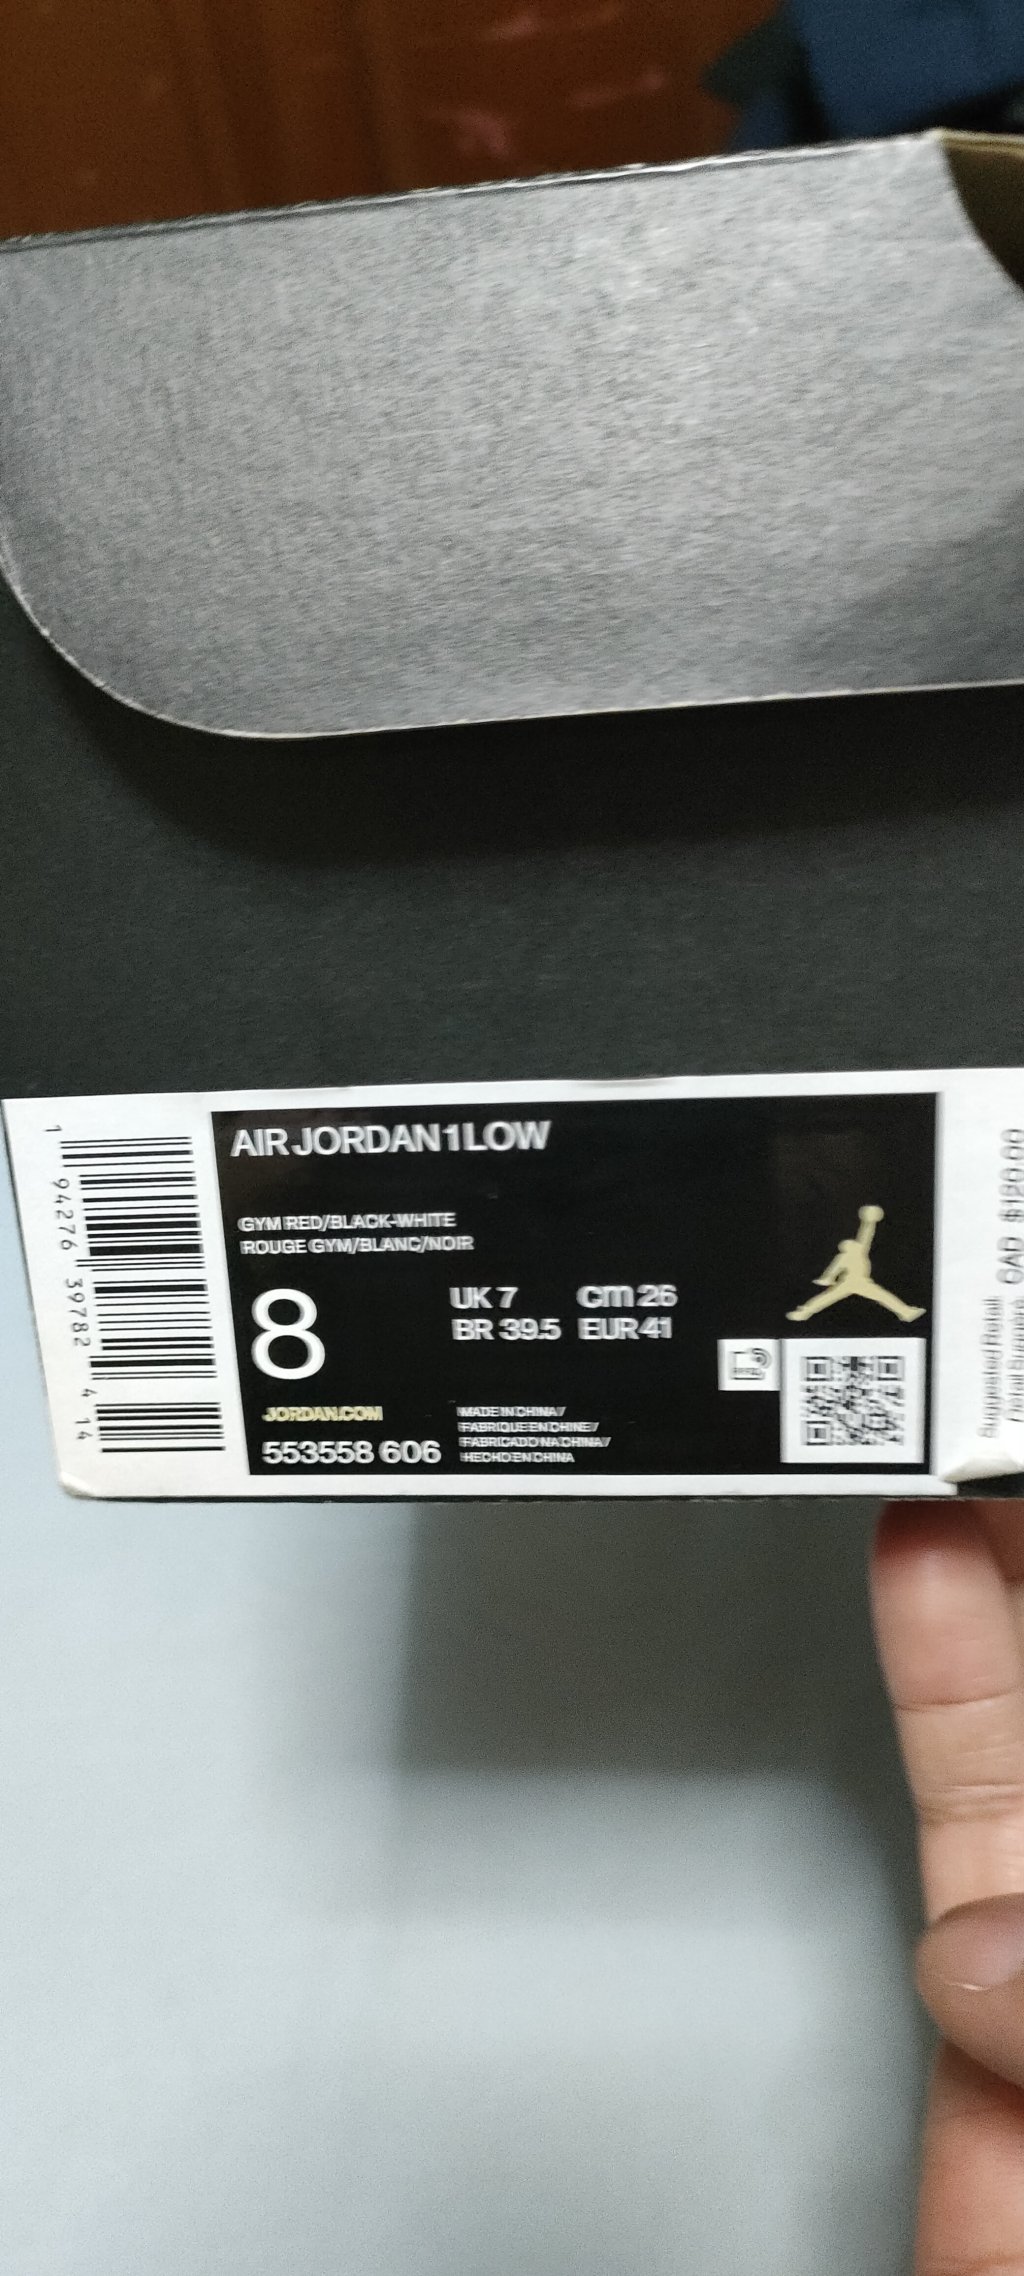 AIR JORDAN 1 LOW
GYM RED/BLACK-WHITE
ROUGE GYM/BLANC/NOIR
8
UK 7 cm 26
BR 39.5 EUR 41
JORDAN.COM
553558 606
MADE IN CHINA/
FABRIQUE EN CHINE/
FABRICADO NA CHINA/
HECHO EN CHINA
1 94276 39782 4 14
Suggested Retail CAD $120.00